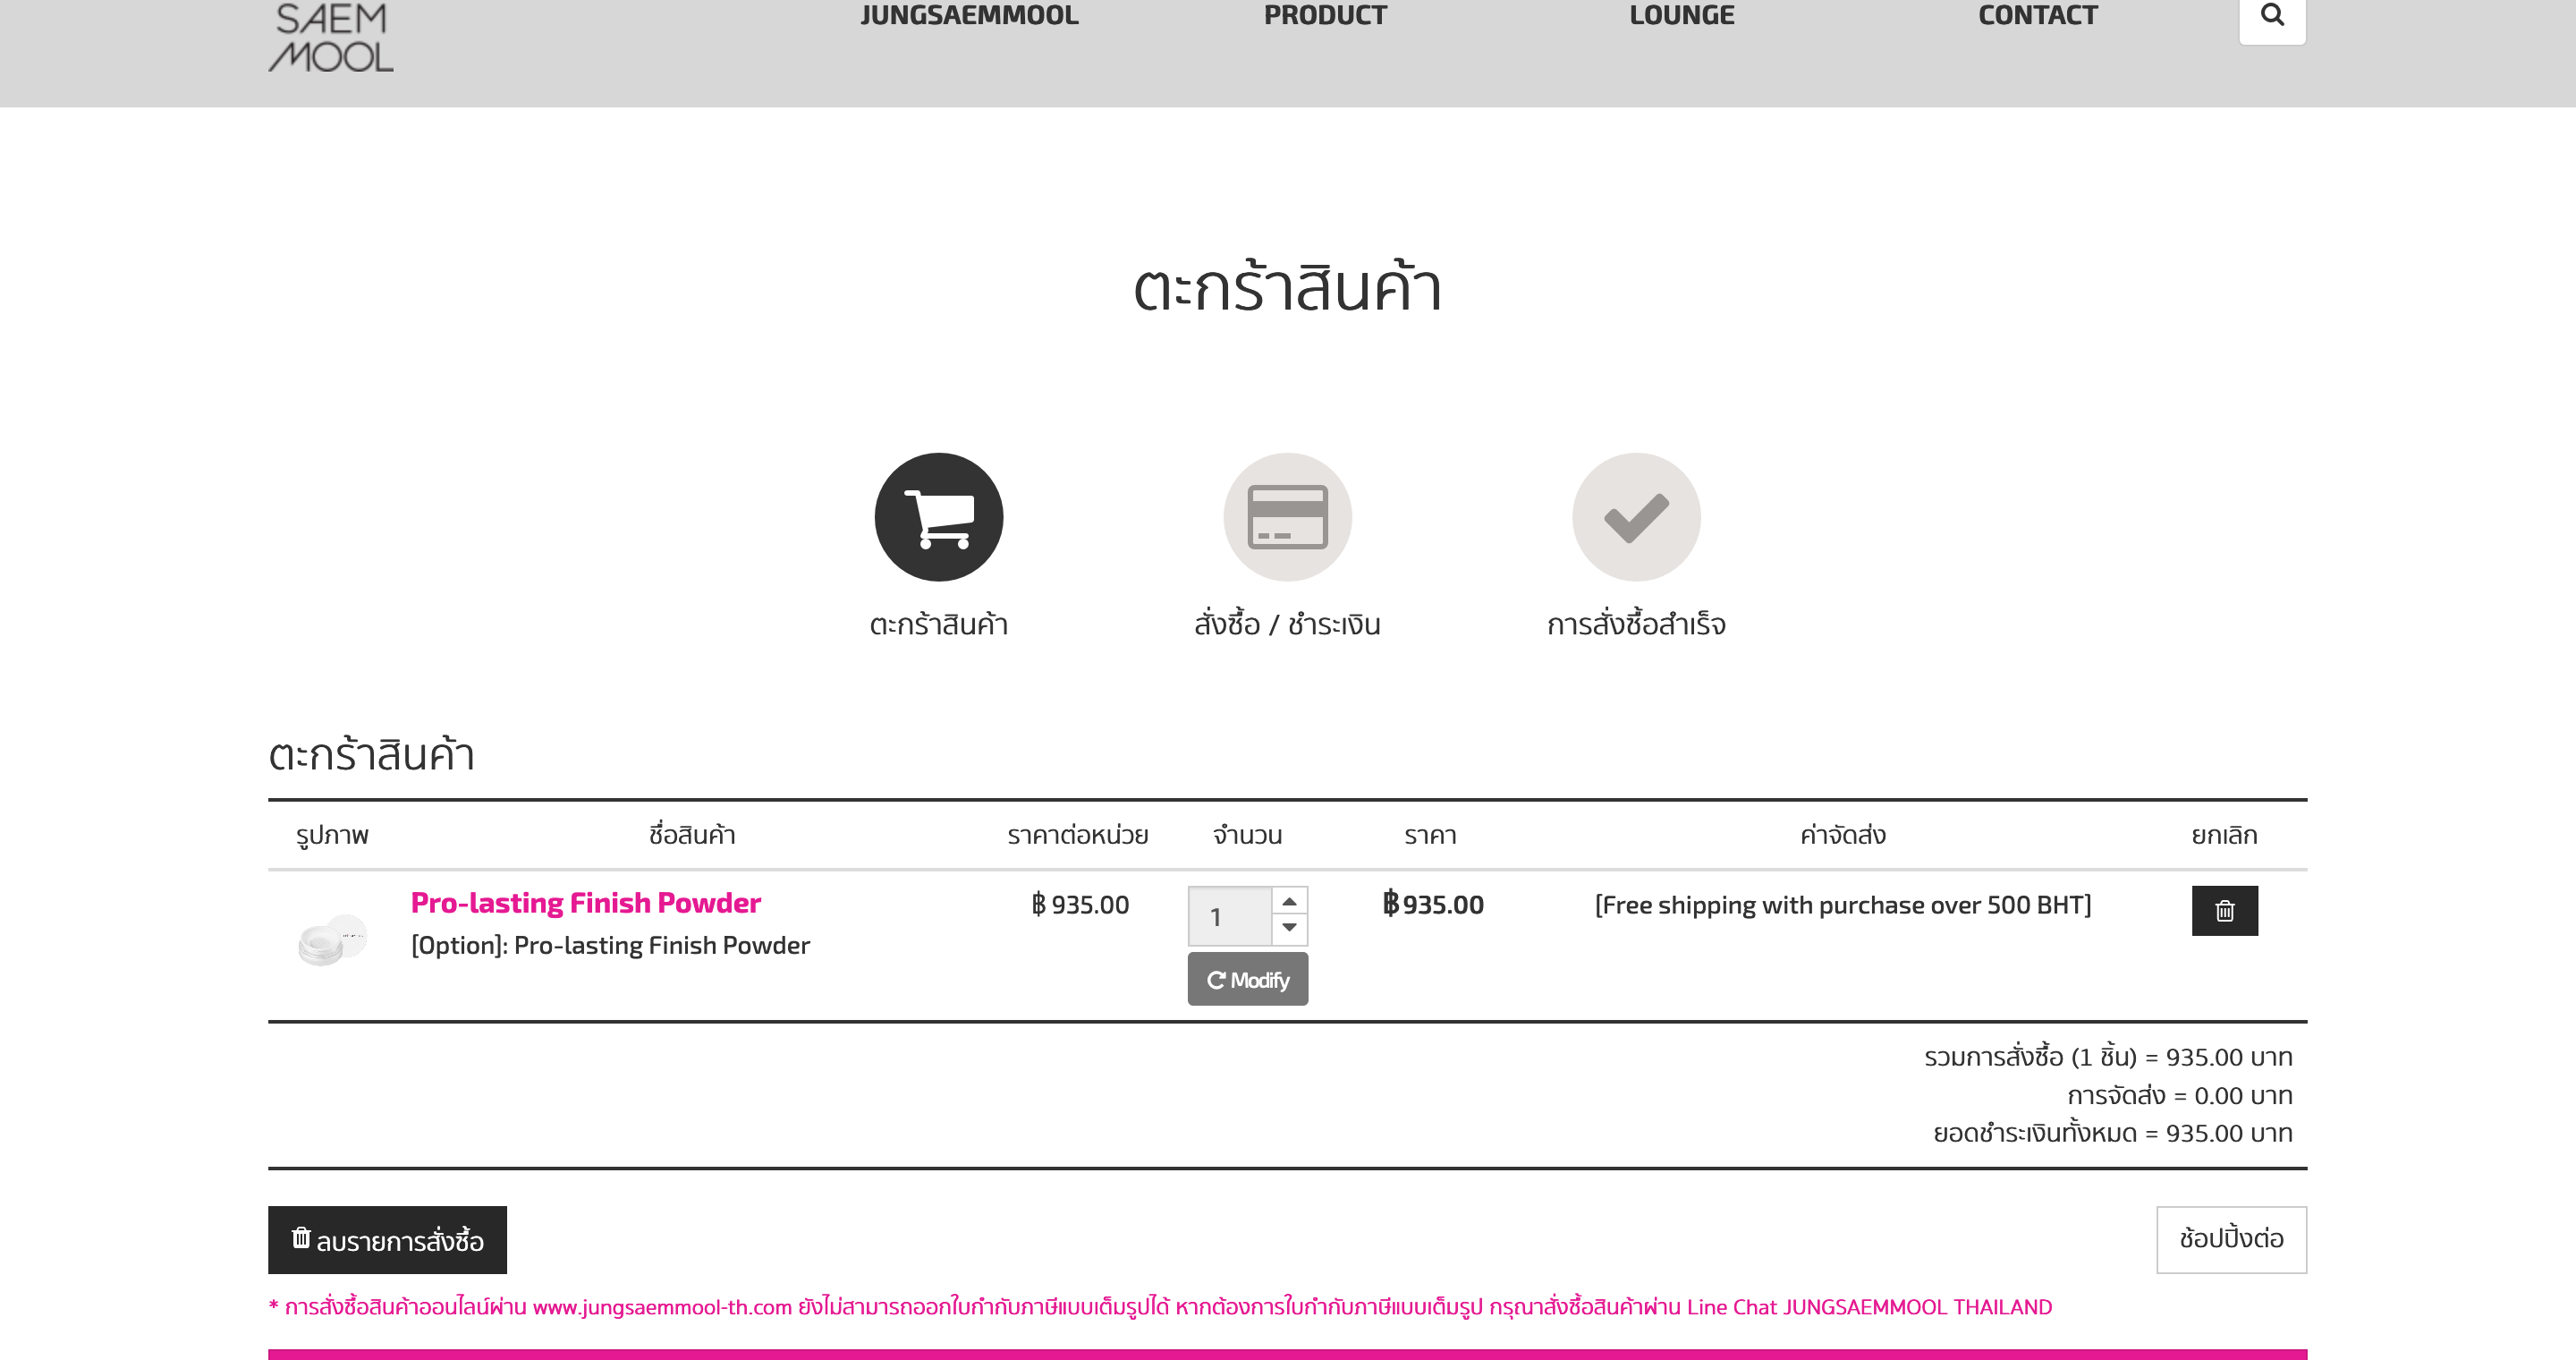 SAEM
MOOL
JUNGSAEMMOOL PRODUCT LOUNGE CONTACT
ตะกร้าสินค้า
ตะกร้าสินค้า สั่งซื้อ / ชำระเงิน การสั่งซื้อสำเร็จ
ตะกร้าสินค้า
รูปภาพ ชื่อสินค้า ราคาต่อหน่วย จำนวน ราคา ค่าจัดส่ง ยกเลิก
Pro-lasting Finish Powder ฿ 935.00 1 ฿935.00 [Free shipping with purchase over 500 BHT]
[Option]: Pro-lasting Finish Powder
Modify
รวมการสั่งซื้อ (1 ชิ้น) = 935.00 บาท
การจัดส่ง = 0.00 บาท
ยอดชำระเงินทั้งหมด = 935.00 บาท
ลบรายการสั่งซื้อ ช้อปปิ้งต่อ
* การสั่งซื้อสินค้าออนไลน์ผ่าน www.jungsaemmool-th.com ยังไม่สามารถออกใบกำกับภาษีแบบเต็มรูปได้ หากต้องการใบกำกับภาษีแบบเต็มรูป กรุณาสั่งซื้อสินค้าผ่าน Line Chat JUNGSAEMMOOL THAILAND